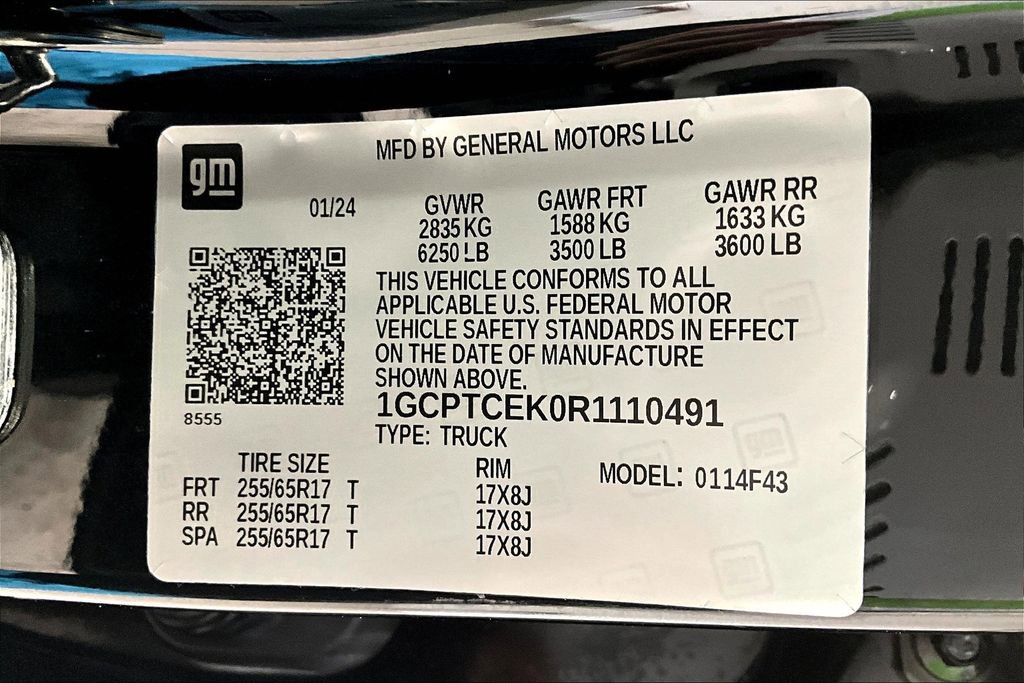 gm
MFD BY GENERAL MOTORS LLC
01/24
GVWR GAWR FRT GAWR RR
2835 KG 1588 KG 1633 KG
6250 LB 3500 LB 3600 LB
THIS VEHICLE CONFORMS TO ALL
APPLICABLE U.S. FEDERAL MOTOR
VEHICLE SAFETY STANDARDS IN EFFECT
ON THE DATE OF MANUFACTURE
SHOWN ABOVE.
8555
1GCPTCEK0R1110491
TYPE: TRUCK
TIRE SIZE RIM MODEL: 0114F43
FRT 255/65R17 T 17X8J
RR 255/65R17 T 17X8J
SPA 255/65R17 T 17X8J